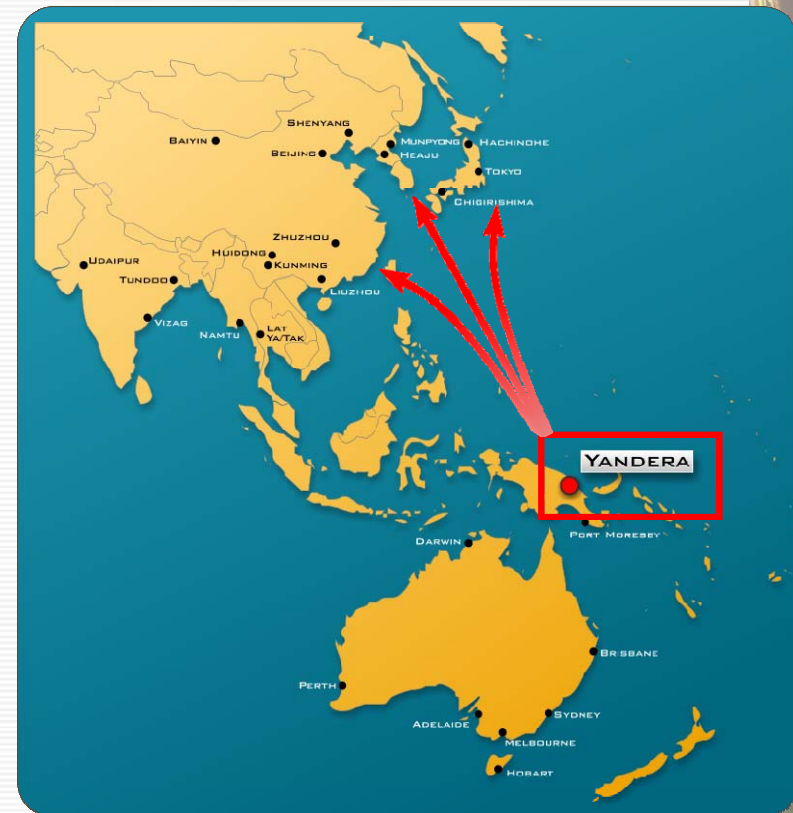 SHENYANG
BAIYIN
MUNPYONG
HACHINOHE
BEIJING
HEAJU
TOKYO
CHIGIRISHIMA
ZHUZHOU
HUIDONG
UDAIPUR
KUNMING
TUNDOO
LIUZHOU
VIZAG
NAMTU
LAT
YA/TAK
YANDERA
PORT MORESBY
DARWIN
BRISBANE
PERTH
ADELAIDE
SYDNEY
MELBOURNE
HOBART